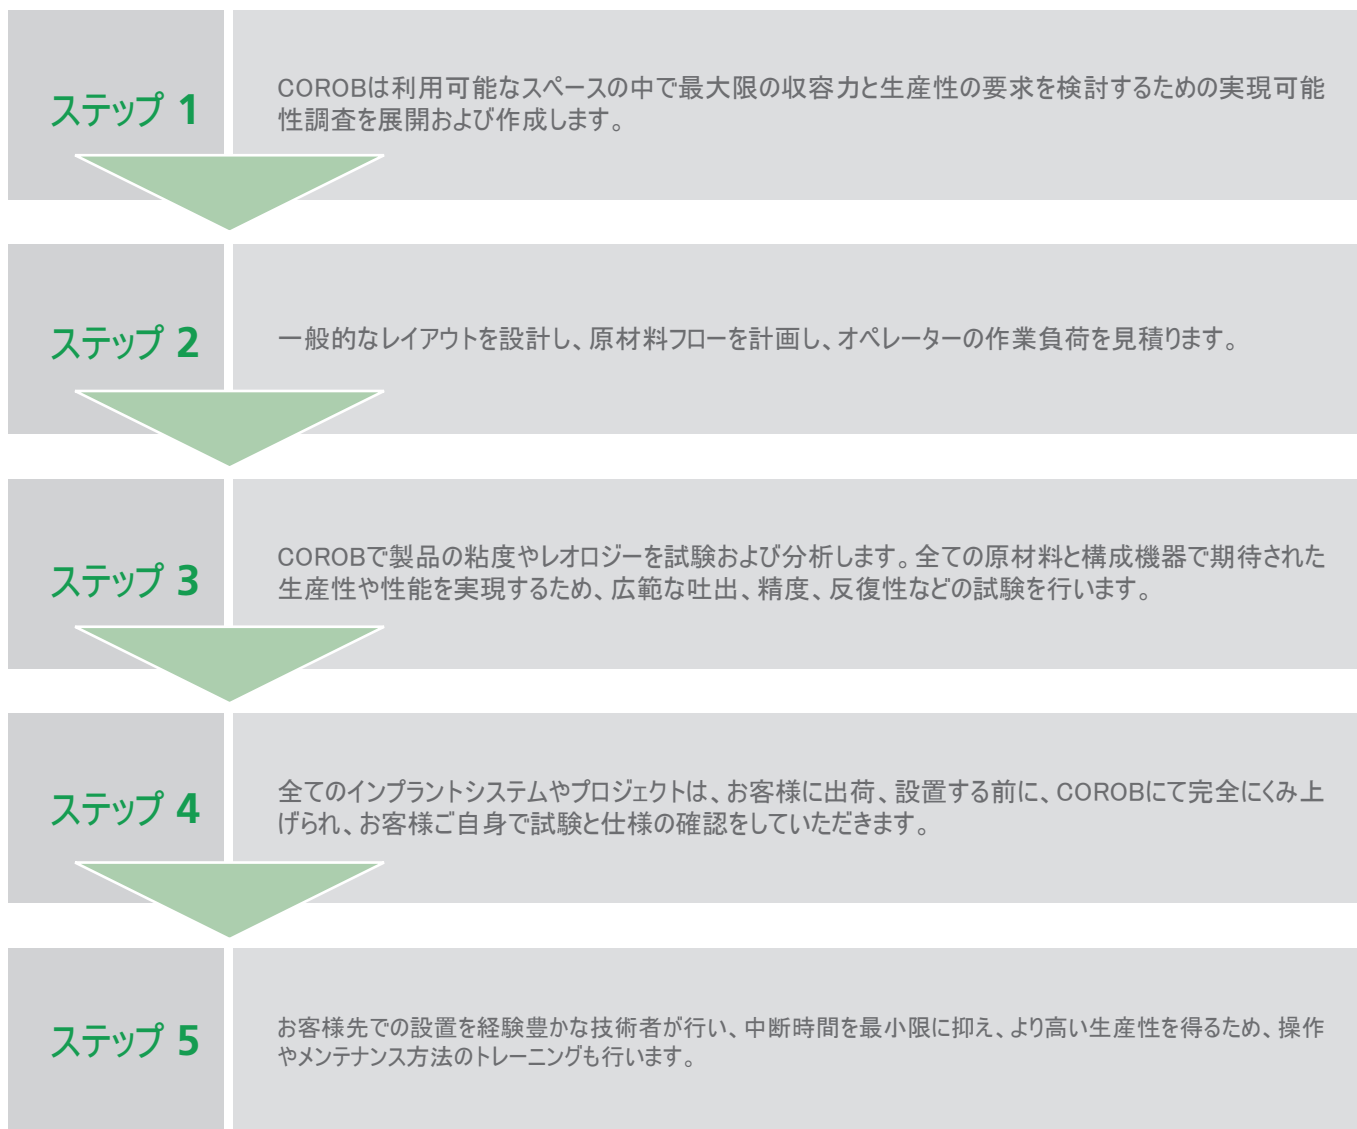 ステップ 1
COROBは利用可能なスペースの中で最大限の収容力と生産性の要求を検討するための実現可能
性調査を展開および作成します。
ステップ 2
一般的なレイアウトを設計し、原材料フローを計画し、オペレーターの作業負荷を見積ります。
ステップ 3
COROBで製品の粘度やレオロジーを試験および分析します。全ての原材料と構成機器で期待された
生産性や性能を実現するため、広範な吐出、精度、反復性などの試験を行います。
ステップ 4
全てのインプラントシステムやプロジェクトは、お客様に出荷、設置する前に、COROBにて完全にくみ上
げられ、お客様ご自身で試験と仕様の確認をしていただきます。
ステップ 5
お客様先での設置を経験豊かな技術者が行い、中断時間を最小限に抑え、より高い生産性を得るため、操作
やメンテナンス方法のトレーニングも行います。